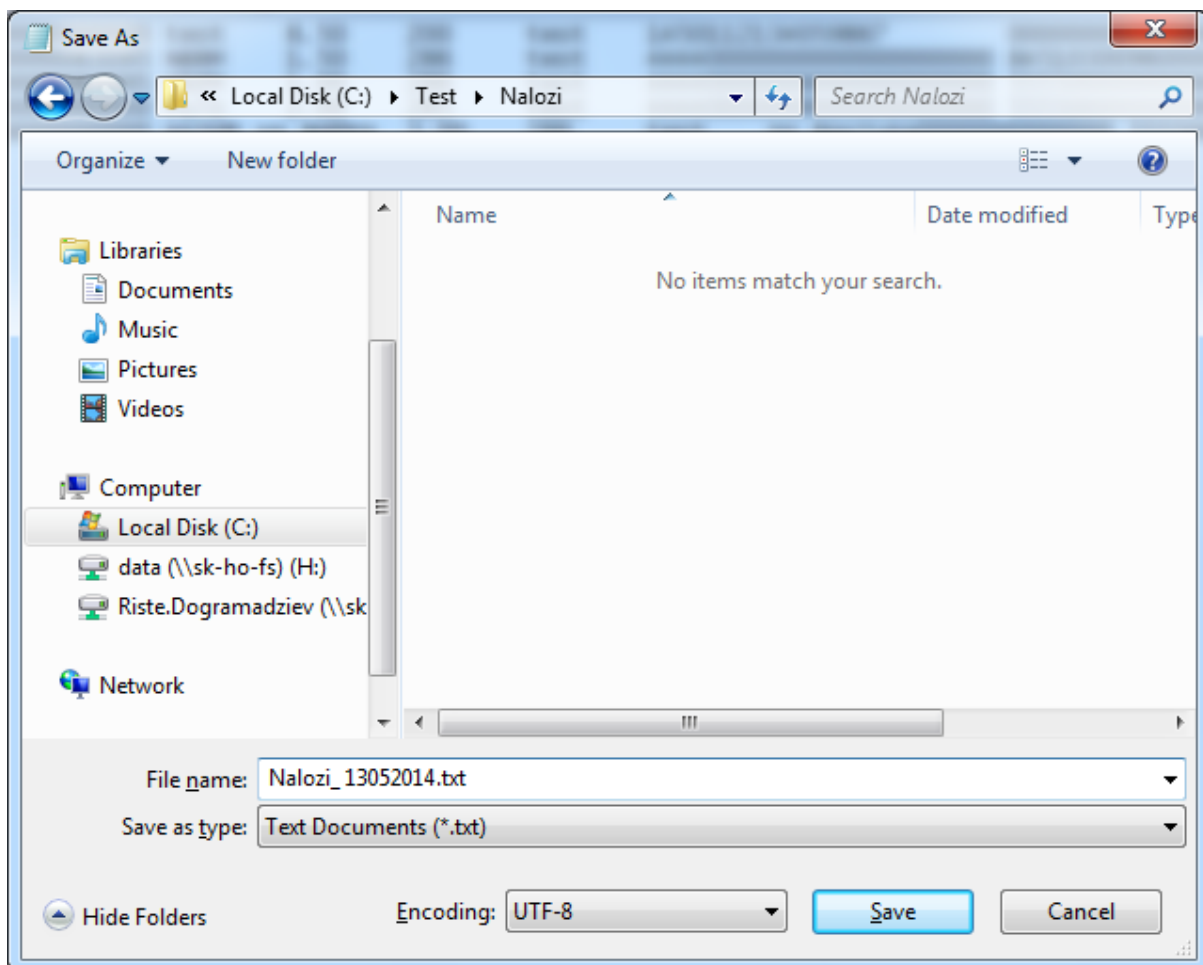 Save As
« Local Disk (C:) ▸ Test ▸ Nalozi
Search Nalozi
Organize
New folder
Name
Date modified
Type
No items match your search.
Libraries
Documents
Music
Pictures
Videos
Computer
Local Disk (C:)
data (\\sk-ho-fs) (H:)
Riste.Dogramadziev (\\sk
Network
File name: Nalozi_13052014.txt
Save as type: Text Documents (*.txt)
Hide Folders
Encoding: UTF-8
Save
Cancel